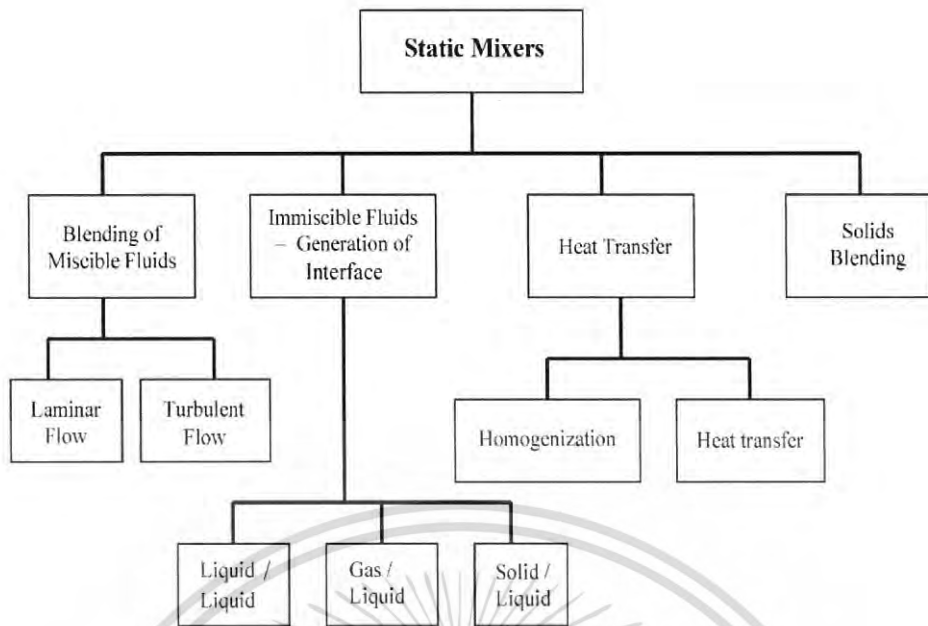 Static Mixers
Blending of
Miscible Fluids
Immiscible Fluids
– Generation of
Interface
Heat Transfer
Solids
Blending
Laminar
Flow
Turbulent
Flow
Homogenization
Heat transfer
Liquid /
Liquid
Gas /
Liquid
Solid /
Liquid